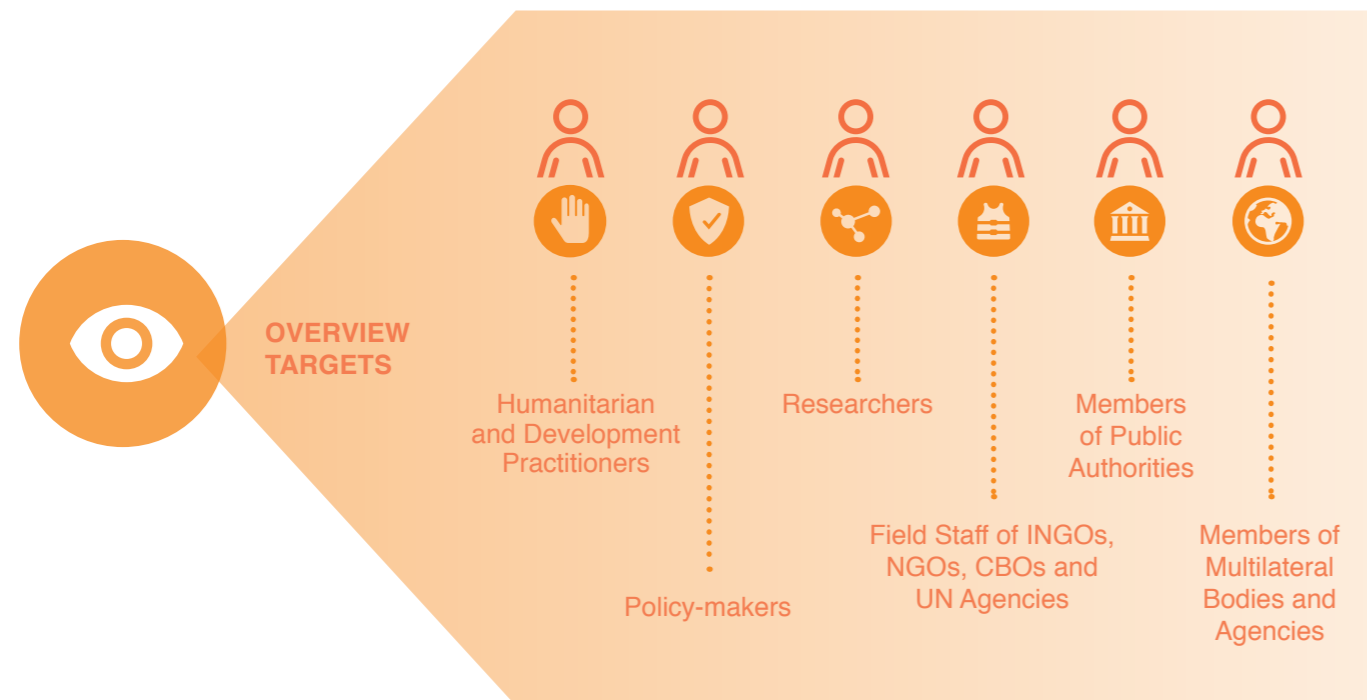 OVERVIEW
TARGETS
Humanitarian
and Development
Practitioners
Policy-makers
Researchers
Field Staff of INGOs,
NGOs, CBOs and
UN Agencies
Members
of Public
Authorities
Members of
Multilateral
Bodies and
Agencies